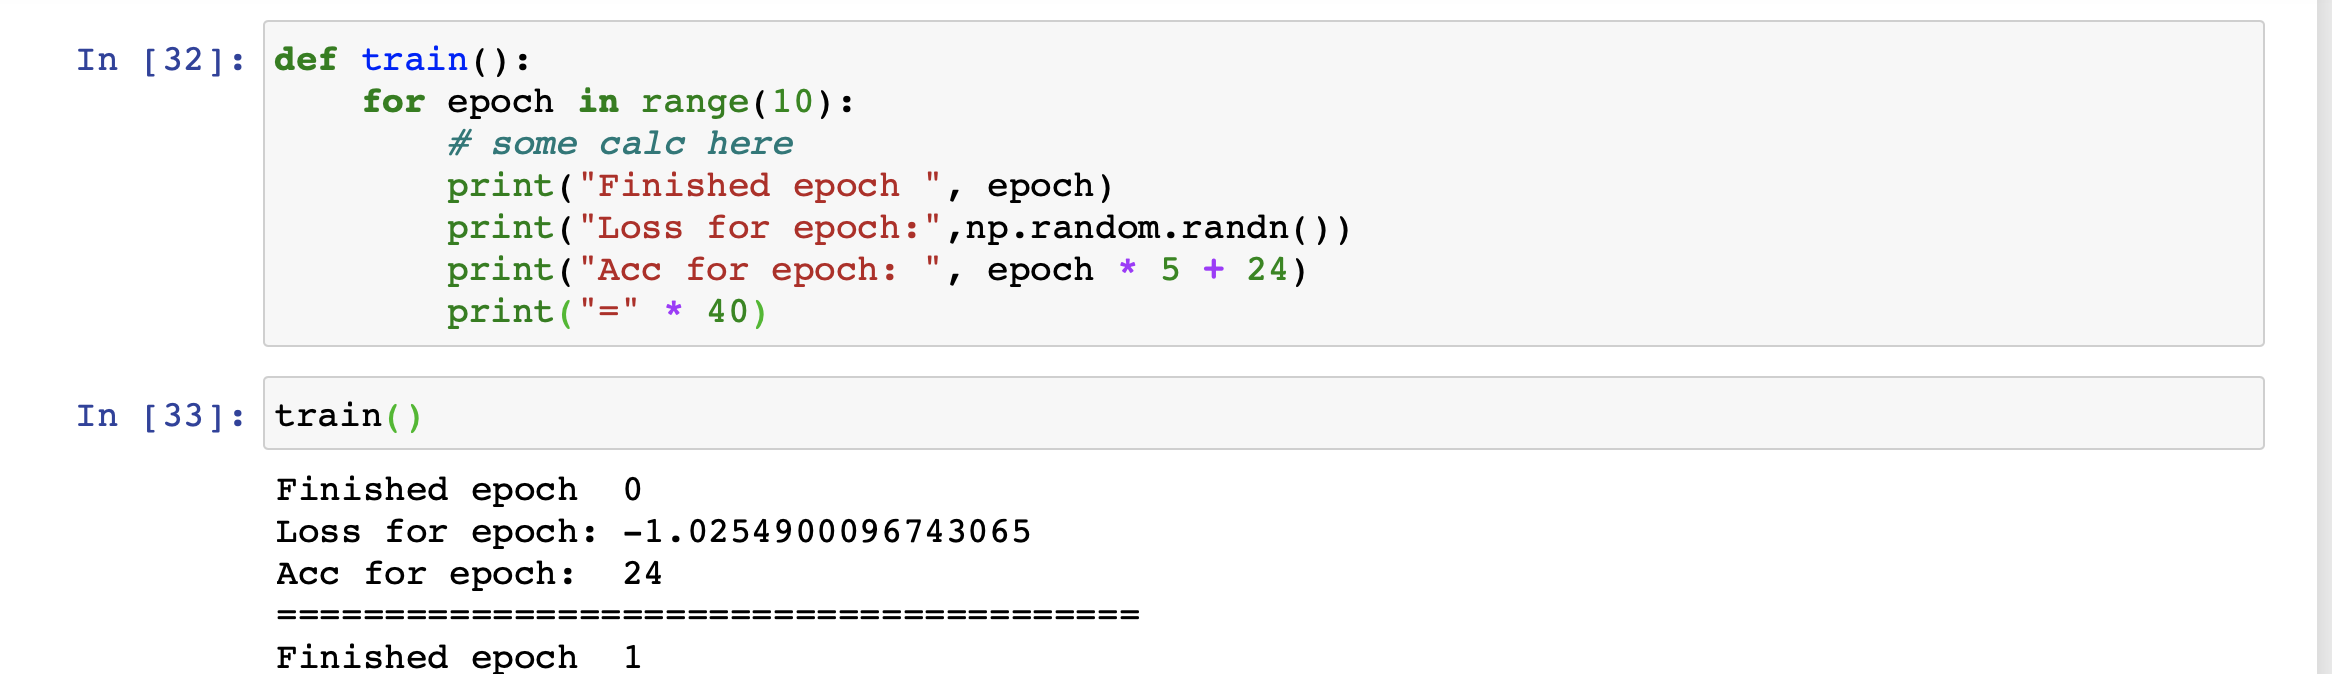 In [32]: def train():
    for epoch in range(10):
        # some calc here
        print("Finished epoch ", epoch)
        print("Loss for epoch:",np.random.randn())
        print("Acc for epoch: ", epoch * 5 + 24)
        print("=" * 40)
In [33]: train()
Finished epoch  0
Loss for epoch: -1.0254900096743065
Acc for epoch:  24
========================================
Finished epoch  1